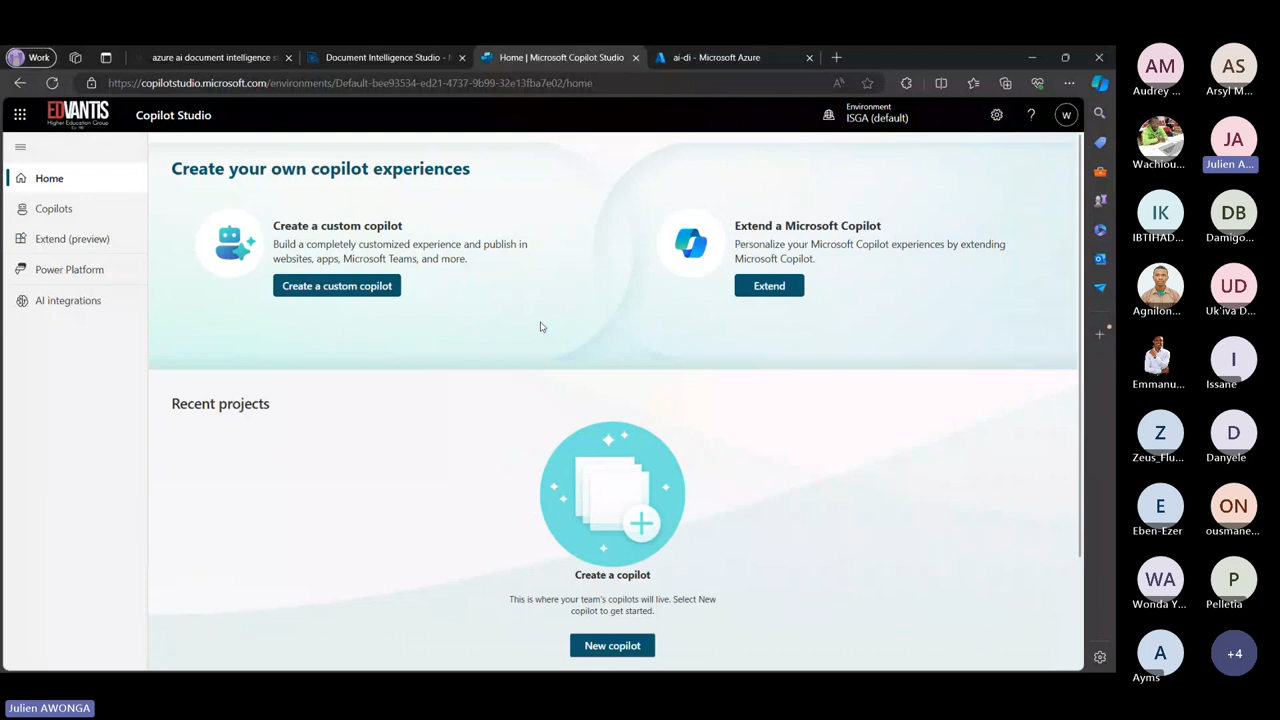 Work
azure ai document intelligence s
Document Intelligence Studio -
Home | Microsoft Copilot Studio
ai-di - Microsoft Azure
https://copilotstudio.microsoft.com/environments/Default-bee93534-ed21-4737-9b99-32e13fba7e02/home
EDVANTIS
Higher Education Group
Copilot Studio
Environment
ISGA (default)
W
Home
Copilots
Extend (preview)
Power Platform
AI integrations
Create your own copilot experiences
Create a custom copilot
Build a completely customized experience and publish in
websites, apps, Microsoft Teams, and more.
Create a custom copilot
Extend a Microsoft Copilot
Personalize your Microsoft Copilot experiences by extending
Microsoft Copilot.
Extend
Recent projects
Create a copilot
This is where your team's copilots will live. Select New
copilot to get started.
New copilot
AM
Audrey ...
AS
Arsyl M...
Wachiou...
JA
Julien A...
IK
IBTIHAD...
DB
Damigo...
Agnilon...
UD
Uk'iva D...
Emmanu...
I
Issane
Z
Zeus_Flu...
D
Danyele
E
Eben-Ezer
ON
ousmane...
WA
Wonda Y...
P
Pelletia
A
Ayms
+4
Julien AWONGA